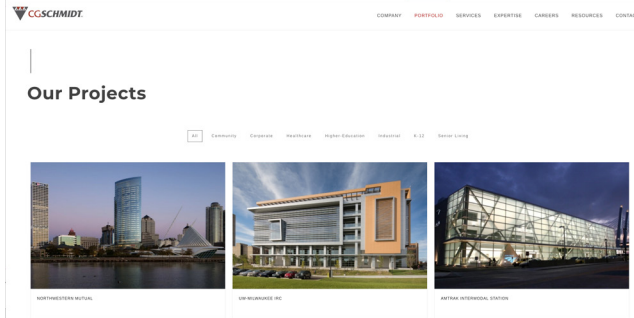 CGSCHMIDT.
COMPANY PORTFOLIO SERVICES EXPERTISE CAREERS RESOURCES CONTA
Our Projects
All Community Corporate Healthcare Higher-Education Industrial K-12 Senior Living
NORTHWESTERN MUTUAL
UW-MILWAUKEE IRC
AMTRAK INTERMODAL STATION